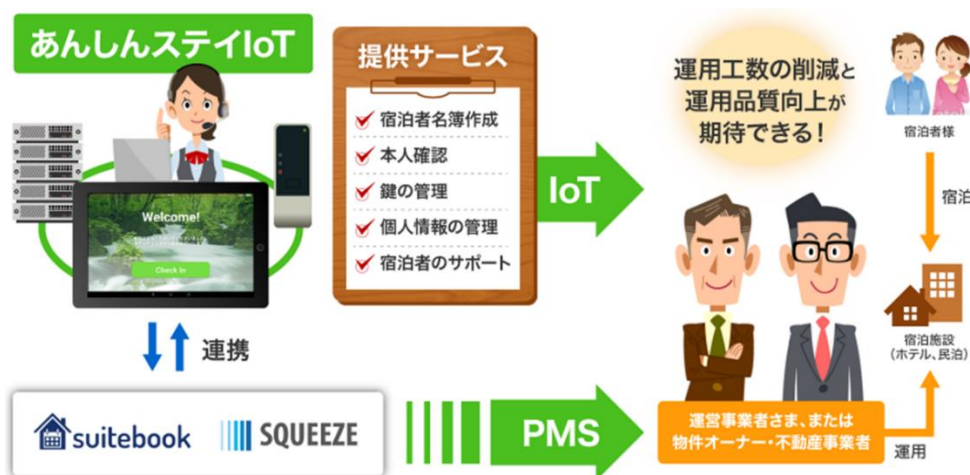 あんしんステイIoT
Welcome!
Check In
連携
suitebook
SQUEEZE
提供サービス
宿泊者名簿作成
本人確認
鍵の管理
個人情報の管理
宿泊者のサポート
IoT
PMS
運用工数の削減と
運用品質向上が
期待できる！
宿泊者様
宿泊
宿泊施設
（ホテル、民泊）
運営事業者さま、または
物件オーナー・不動産事業者
運用